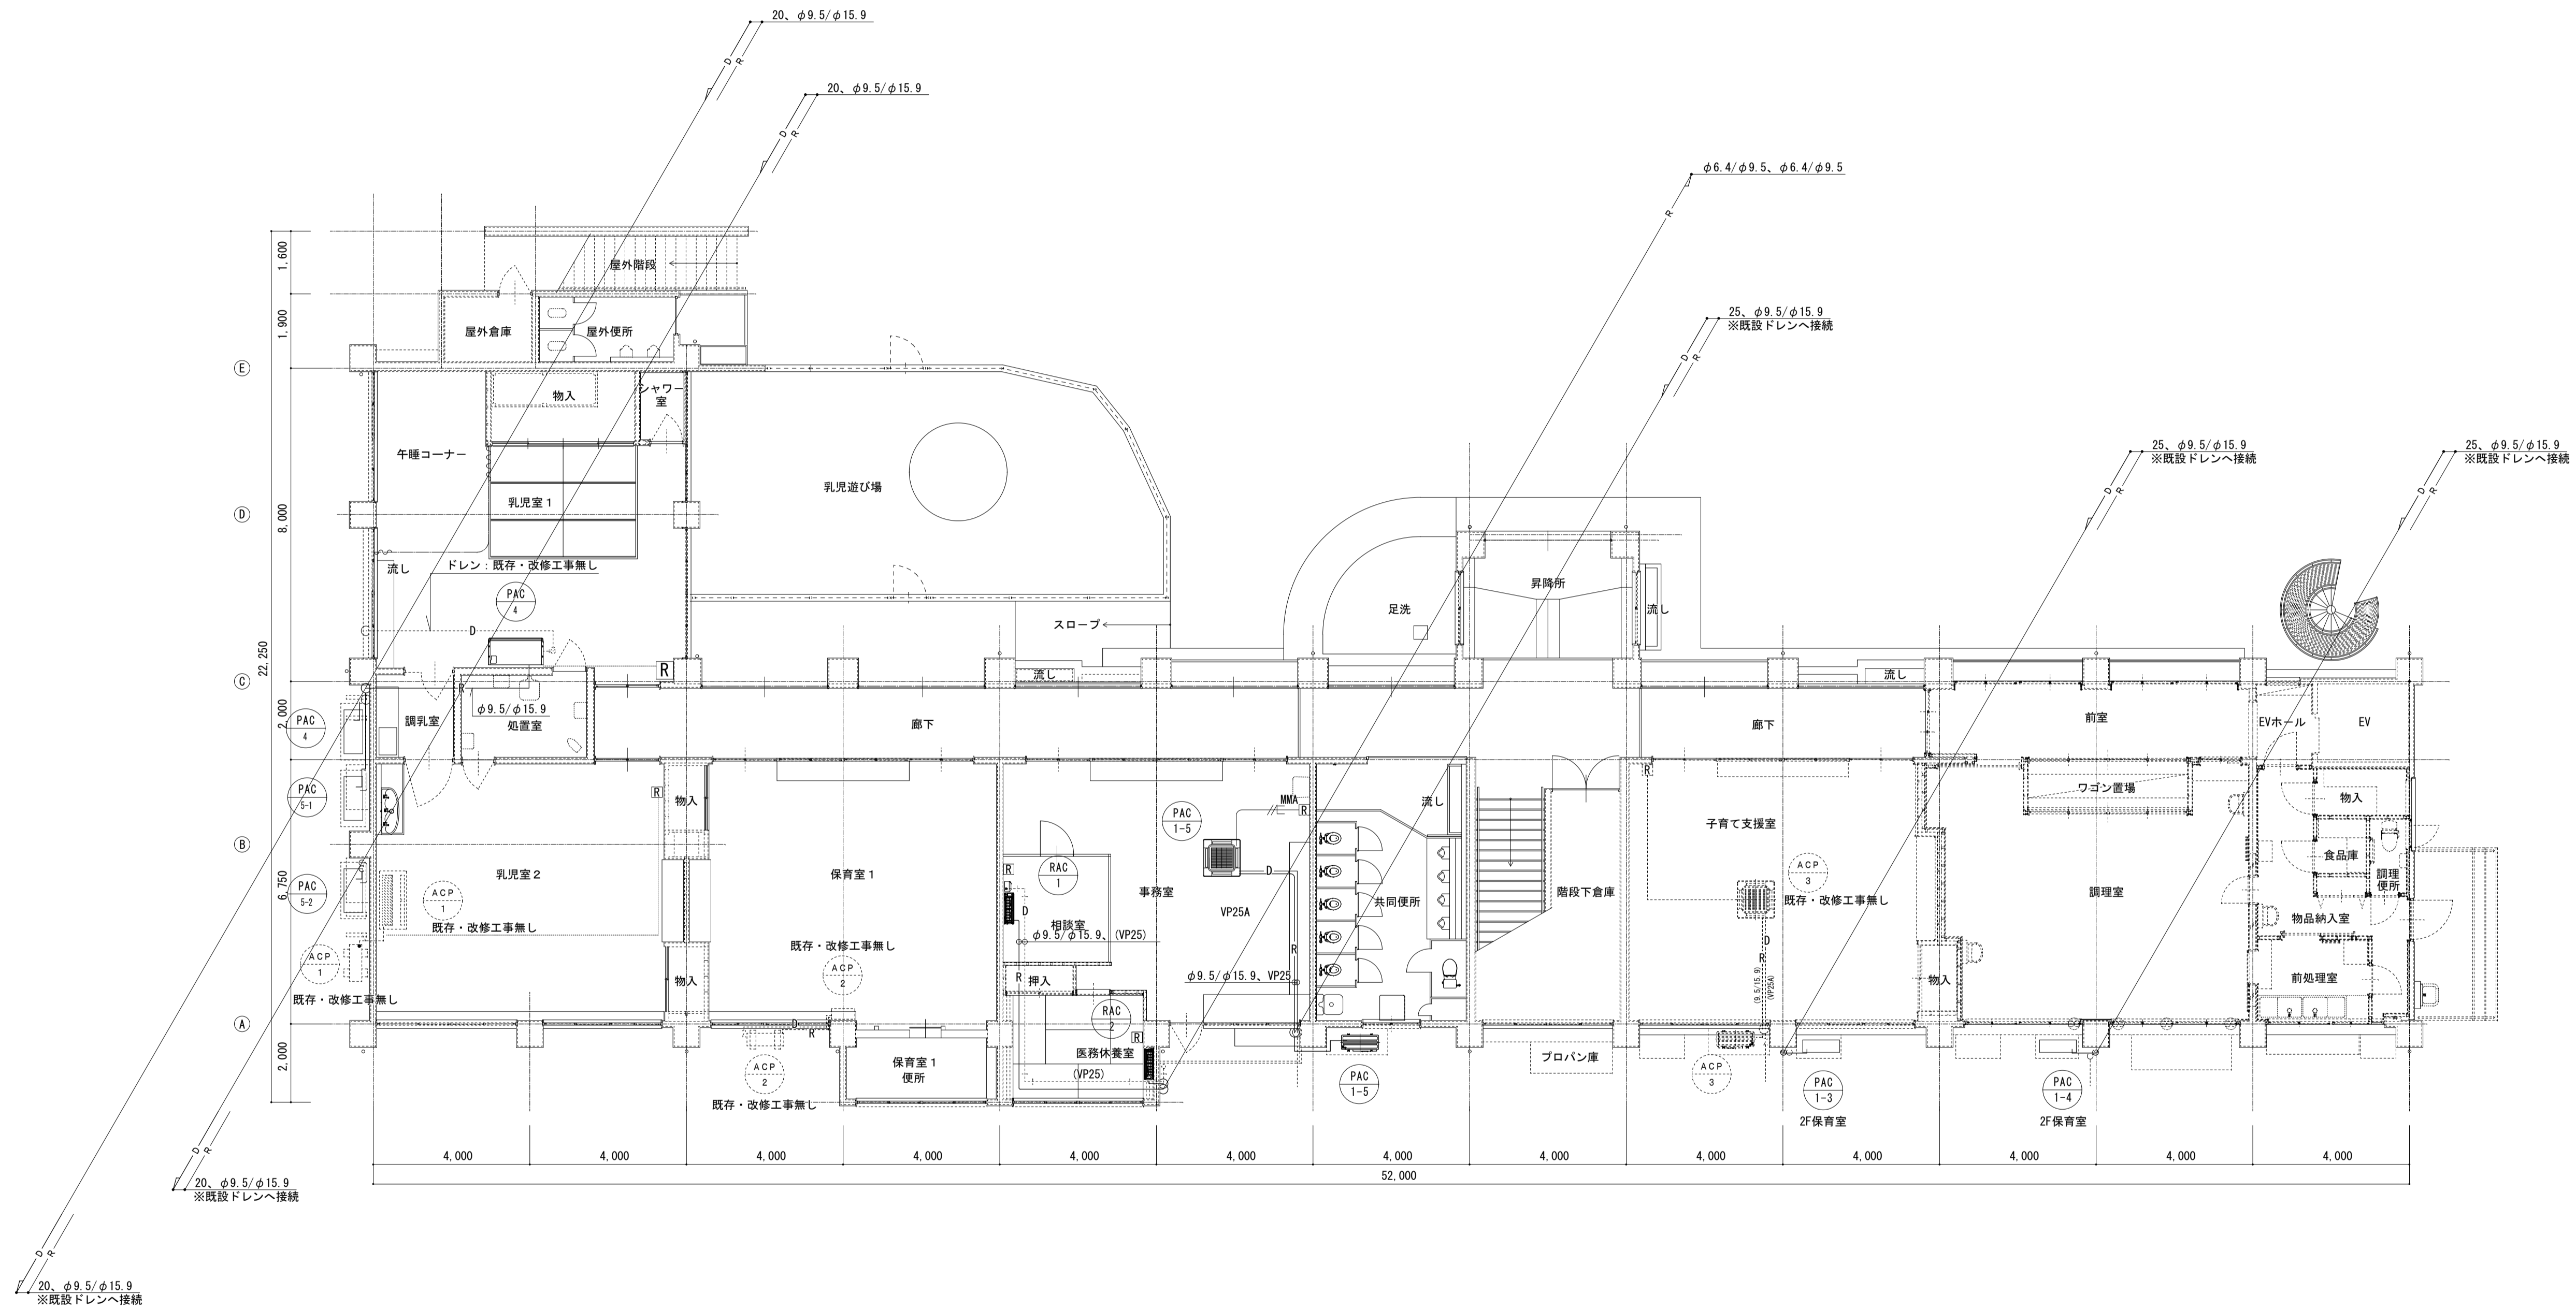 20、φ9.5/φ15.9
D
R
20、φ9.5/φ15.9
D
R
φ6.4/φ9.5、φ6.4/φ9.5
R
25、φ9.5/φ15.9
※既設ドレンへ接続
D
R
25、φ9.5/φ15.9
※既設ドレンへ接続
D
R
25、φ9.5/φ15.9
※既設ドレンへ接続
D
R
1,600
1,900
8,000
22,250
2,000
6,750
2,000
E
D
C
B
A
屋外階段
屋外倉庫
屋外便所
物入
シャワー
室
午睡コーナー
乳児室1
乳児遊び場
流し
ドレン:既存・改修工事無し
PAC
4
D
R
スロープ
足洗
昇降所
流し
流し
流し
調乳室
φ9.5/φ15.9
処置室
R
廊下
廊下
前室
EVホール
EV
PAC
4
PAC
5-1
PAC
5-2
R
物入
乳児室2
ACP
1
既存・改修工事無し
ACP
1
既存・改修工事無し
物入
保育室1
既存・改修工事無し
ACP
2
D
R
ACP
2
既存・改修工事無し
保育室1
便所
PAC
1-5
MMA
R
R
RAC
1
D
相談室
φ9.5/φ15.9、(VP25)
R
押入
事務室
VP25A
D
R
φ9.5/φ15.9、VP25
RAC
2
R
医務休養室
(VP25)
流し
共同便所
階段下倉庫
PAC
1-5
プロパン庫
R
子育て支援室
ACP
3
既存・改修工事無し
D
R
(9.5/15.9)
(VP25A)
ACP
3
PAC
1-3
2F保育室
物入
ワゴン置場
調理室
PAC
1-4
2F保育室
物入
食品庫
調理
便所
物品納入室
前処理室
4,000
4,000
4,000
4,000
4,000
4,000
4,000
4,000
4,000
4,000
4,000
4,000
4,000
52,000
D
R
20、φ9.5/φ15.9
※既設ドレンへ接続
D
R
20、φ9.5/φ15.9
※既設ドレンへ接続